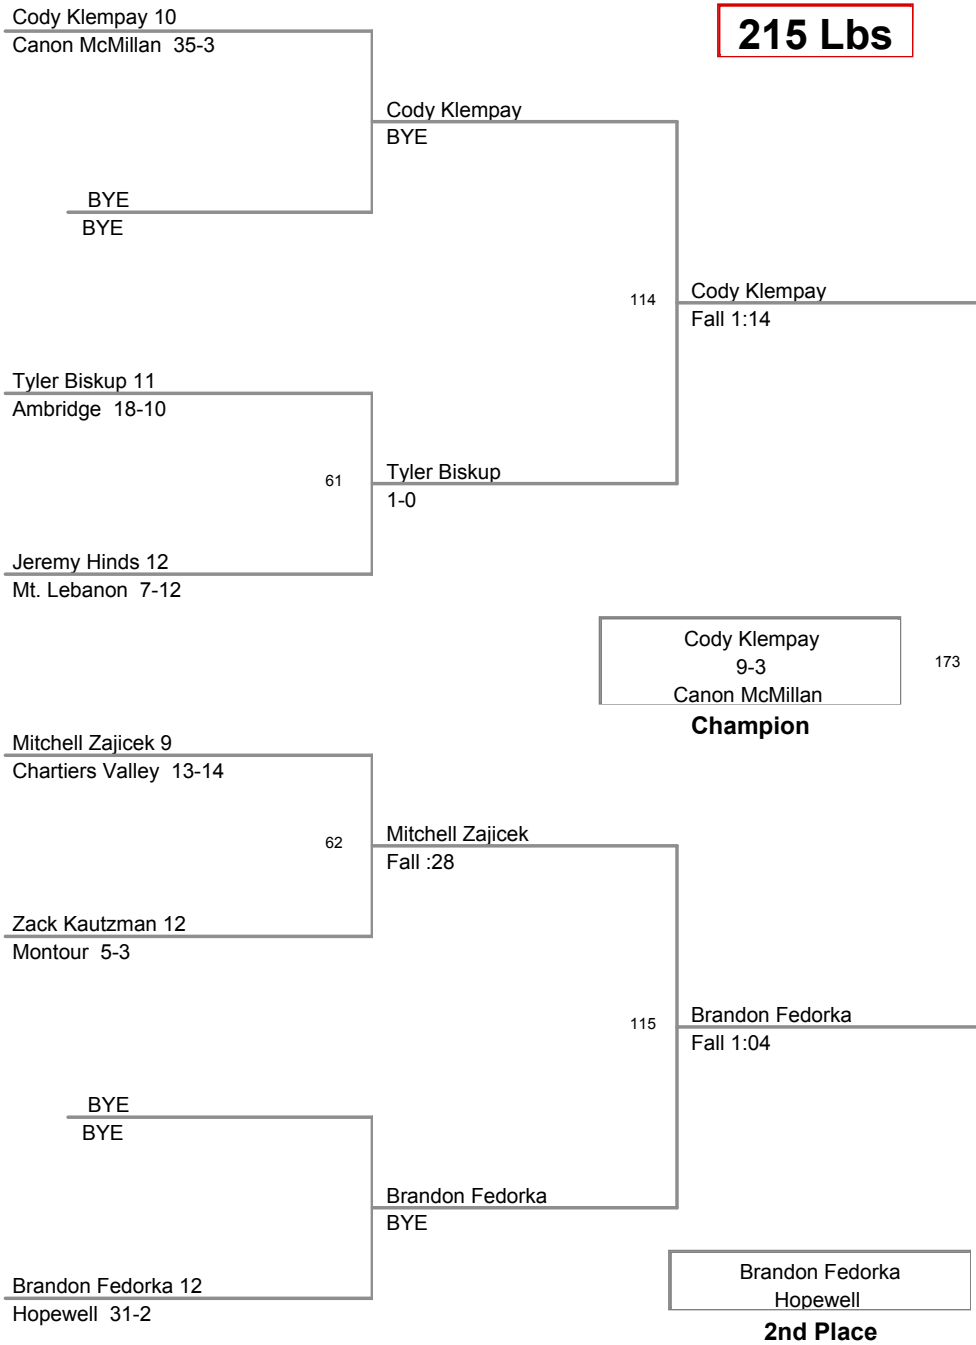 Cody Klempay 10
Canon McMillan 35-3
215 Lbs
Cody Klempay
BYE
BYE
BYE
114
Cody Klempay
Fall 1:14
Tyler Biskup 11
Ambridge 18-10
61
Tyler Biskup
1-0
Jeremy Hinds 12
Mt. Lebanon 7-12
Cody Klempay
9-3
Canon McMillan
173
Champion
Mitchell Zajicek 9
Chartiers Valley 13-14
62
Mitchell Zajicek
Fall :28
Zack Kautzman 12
Montour 5-3
115
Brandon Fedorka
Fall 1:04
BYE
BYE
Brandon Fedorka
BYE
Brandon Fedorka 12
Hopewell 31-2
Brandon Fedorka
Hopewell
2nd Place